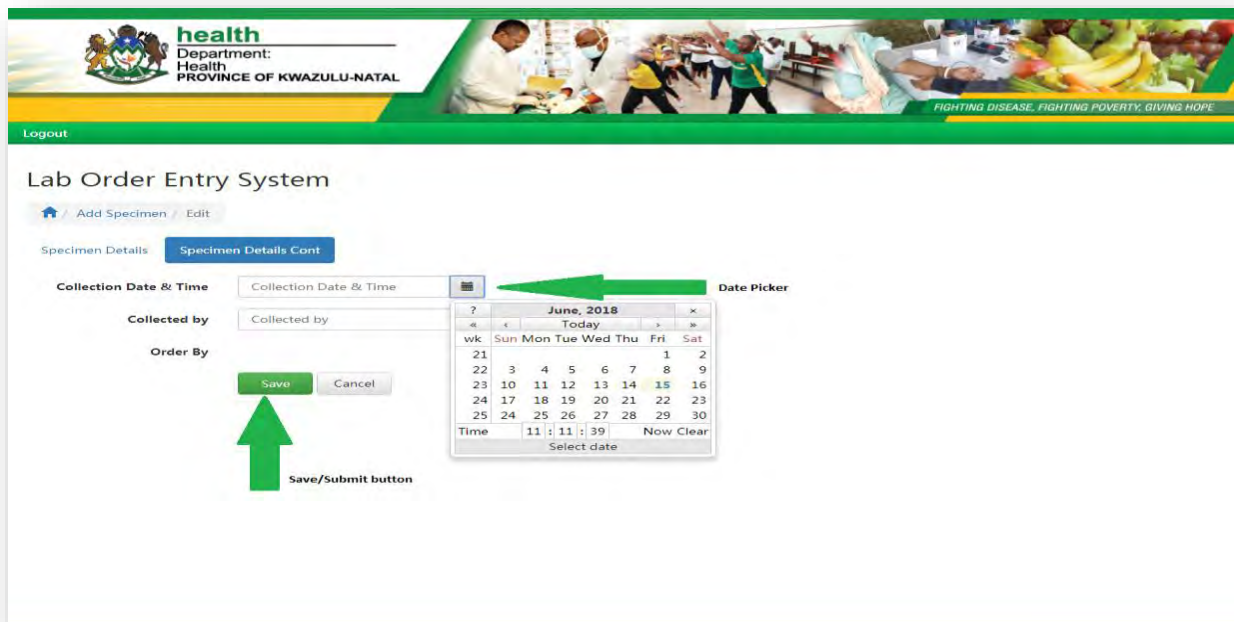 health
Department:
Health
PROVINCE OF KWAZULU-NATAL
FIGHTING DISEASE, FIGHTING POVERTY, GIVING HOPE
Logout
Lab Order Entry System
/ Add Specimen / Edit
Specimen Details Specimen Details Cont
Collection Date & Time Collection Date & Time Date Picker
Collected by Collected by
Order By
Save Cancel
Save/Submit button
? June, 2018 ×
« ‹ Today › »
wk Sun Mon Tue Wed Thu Fri Sat
21 1 2
22 3 4 5 6 7 8 9
23 10 11 12 13 14 15 16
24 17 18 19 20 21 22 23
25 24 25 26 27 28 29 30
Time 11 : 11 : 39 Now Clear
Select date